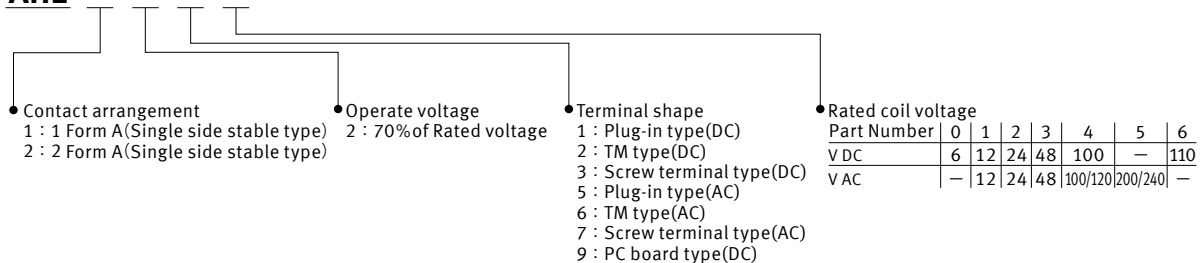 Contact arrangement
1 : 1 Form A(Single side stable type)
2 : 2 Form A(Single side stable type)
Operate voltage
2 : 70%of Rated voltage
Terminal shape
1 : Plug-in type(DC)
2 : TM type(DC)
3 : Screw terminal type(DC)
5 : Plug-in type(AC)
6 : TM type(AC)
7 : Screw terminal type(AC)
9 : PC board type(DC)
Rated coil voltage
Part Number 0 1 2 3 4 5 6
V DC 6 12 24 48 100 − 110
V AC − 12 24 48 100/120 200/240 −